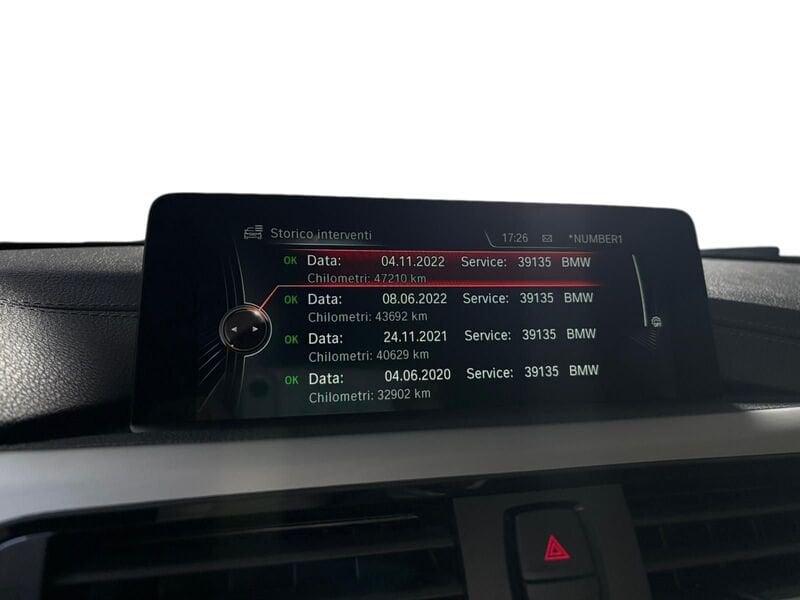 Storico interventi 17:26 *NUMBER1
OK Data: 04.11.2022 Service: 39135 BMW
Chilometri: 47210 km
OK Data: 08.06.2022 Service: 39135 BMW
Chilometri: 43692 km
OK Data: 24.11.2021 Service: 39135 BMW
Chilometri: 40629 km
OK Data: 04.06.2020 Service: 39135 BMW
Chilometri: 32902 km